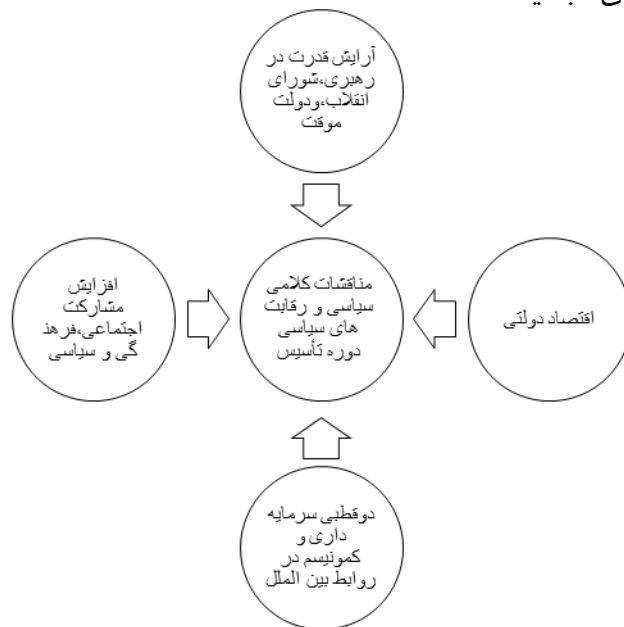 آرایش قدرت در
رهبری،شورای
انقلاب،ودولت
موقت
افزایش
مشارکت
اجتماعی،فرهذ
گی و سیاسی
مناقشات کلامی
سیاسی و رقابت
های سیاسی
دوره تأسیس
اقتصاد دولتی
دوقطبی سرمایه
داری و
کمونیسم در
روابط بین الملل